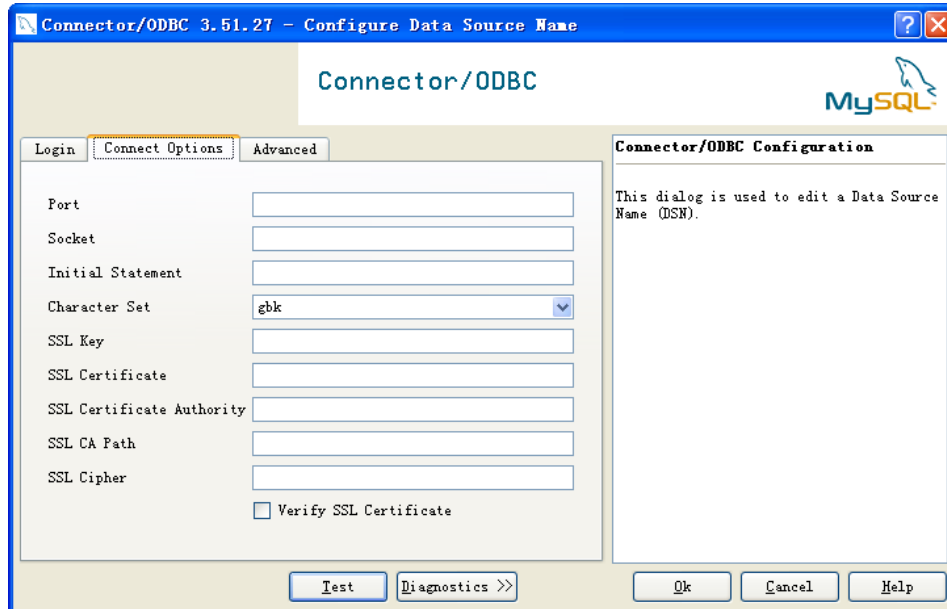 Connector/ODBC 3.51.27 - Configure Data Source Name
Connector/ODBC
MySQL
Login Connect Options Advanced
Port
Socket
Initial Statement
Character Set gbk
SSL Key
SSL Certificate
SSL Certificate Authority
SSL CA Path
SSL Cipher
Verify SSL Certificate
Connector/ODBC Configuration
This dialog is used to edit a Data Source
Name (DSN).
Test Diagnostics >>
Ok Cancel Help